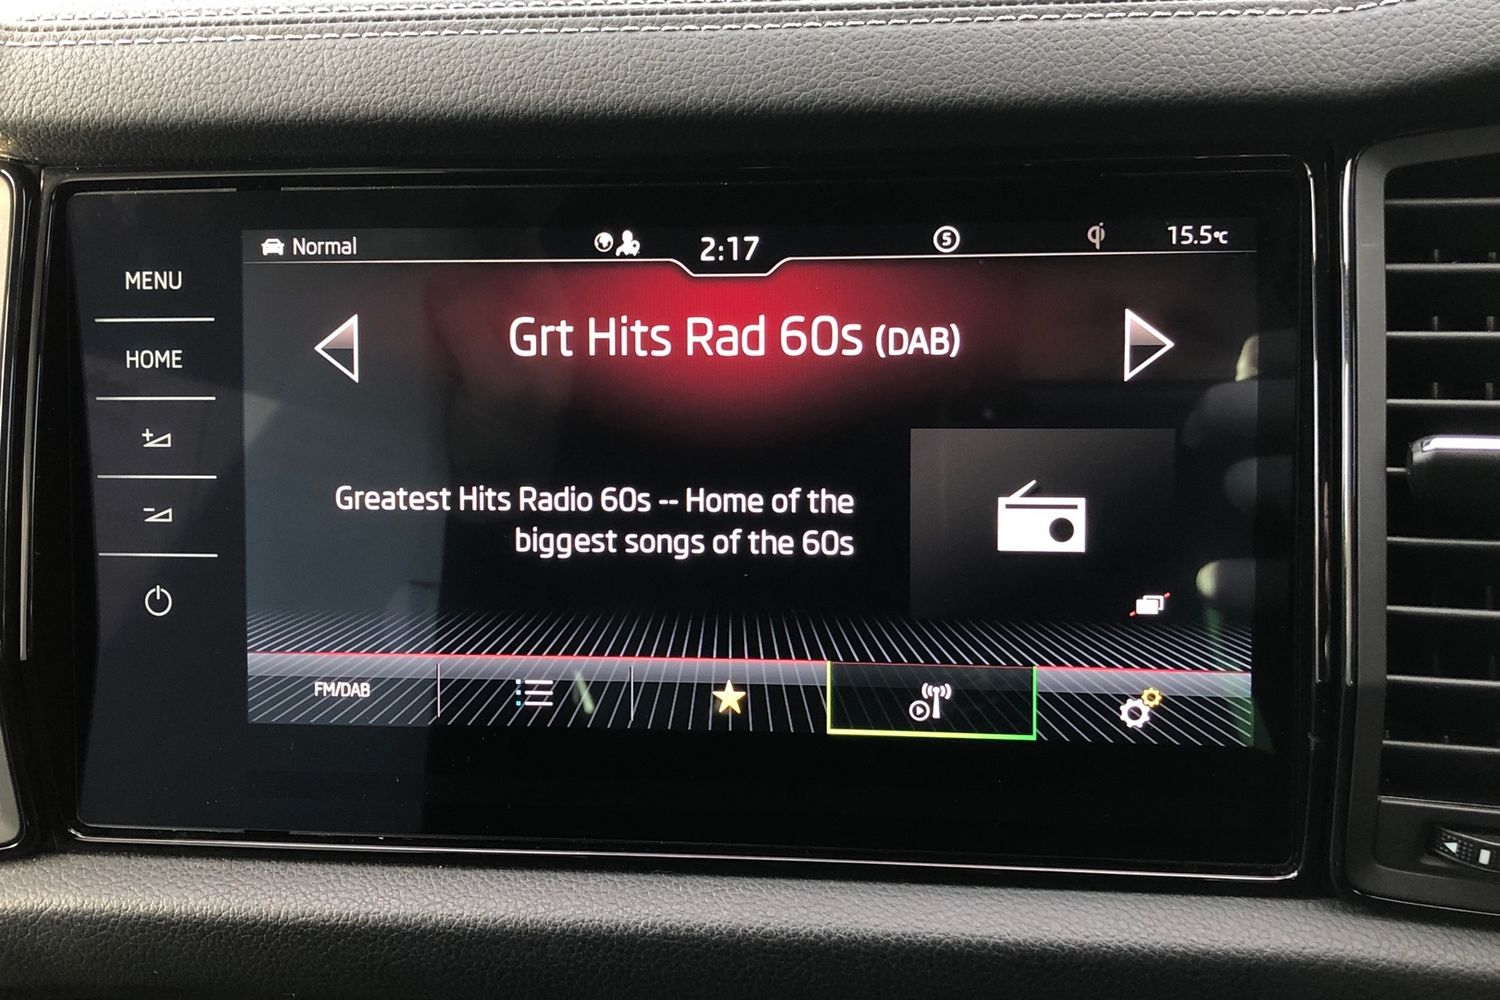 Normal
2:17
S
qi
15.5°C
MENU
HOME
Grt Hits Rad 60s (DAB)
Greatest Hits Radio 60s -- Home of the
biggest songs of the 60s
FM/DAB